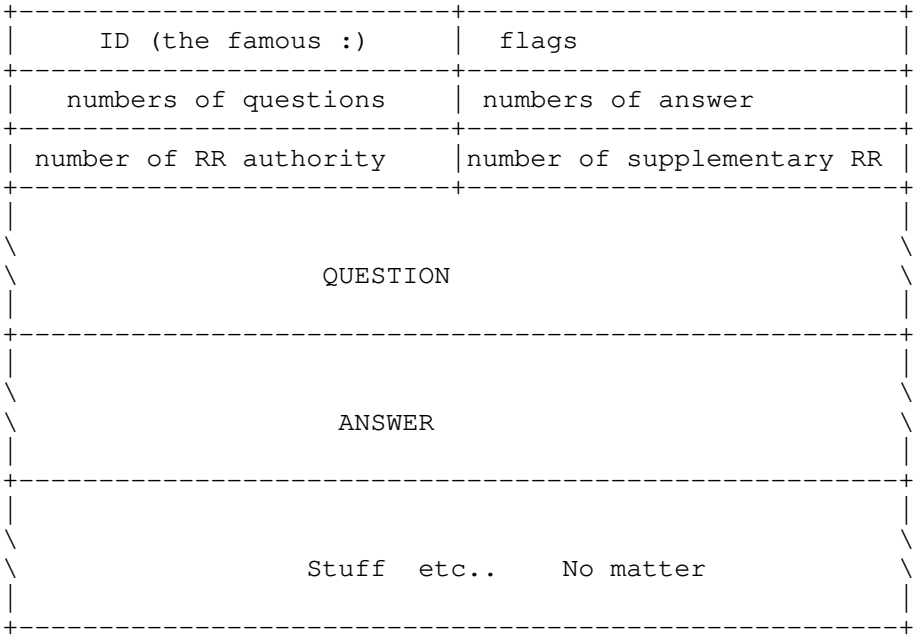 ID (the famous :) flags
numbers of questions numbers of answer
number of RR authority number of supplementary RR
QUESTION
ANSWER
Stuff etc.. No matter